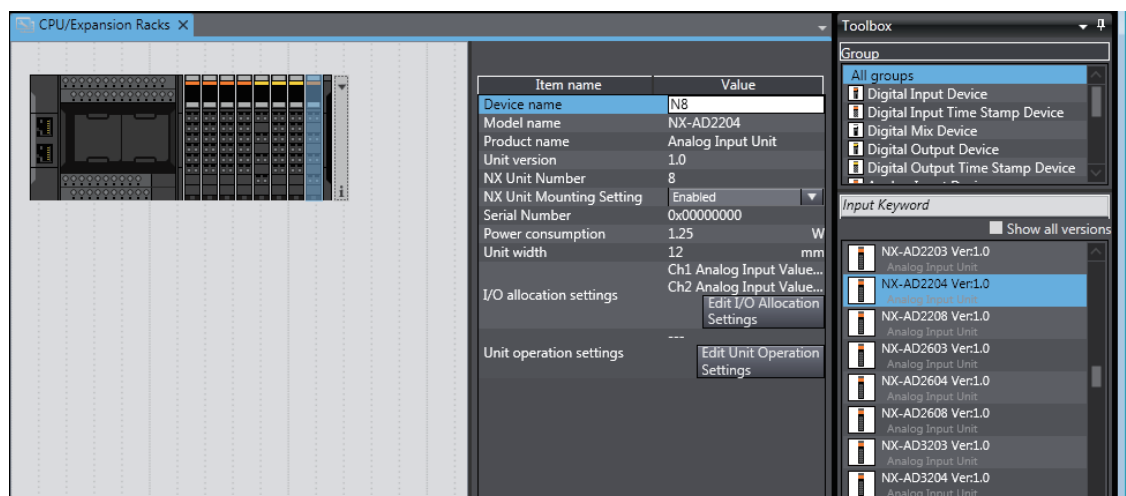 CPU/Expansion Racks
Item name Value
Device name N8
Model name NX-AD2204
Product name Analog Input Unit
Unit version 1.0
NX Unit Number 8
NX Unit Mounting Setting Enabled
Serial Number 0x00000000
Power consumption 1.25 W
Unit width 12 mm
I/O allocation settings
Ch1 Analog Input Value...
Ch2 Analog Input Value...
Edit I/O Allocation
Settings
Unit operation settings
---
Edit Unit Operation
Settings
Toolbox
Group
All groups
Digital Input Device
Digital Input Time Stamp Device
Digital Mix Device
Digital Output Device
Digital Output Time Stamp Device
Input Keyword
Show all versions
NX-AD2203 Ver:1.0
Analog Input Unit
NX-AD2204 Ver:1.0
Analog Input Unit
NX-AD2208 Ver:1.0
Analog Input Unit
NX-AD2603 Ver:1.0
Analog Input Unit
NX-AD2604 Ver:1.0
Analog Input Unit
NX-AD2608 Ver:1.0
Analog Input Unit
NX-AD3203 Ver:1.0
Analog Input Unit
NX-AD3204 Ver:1.0
Analog Input Unit